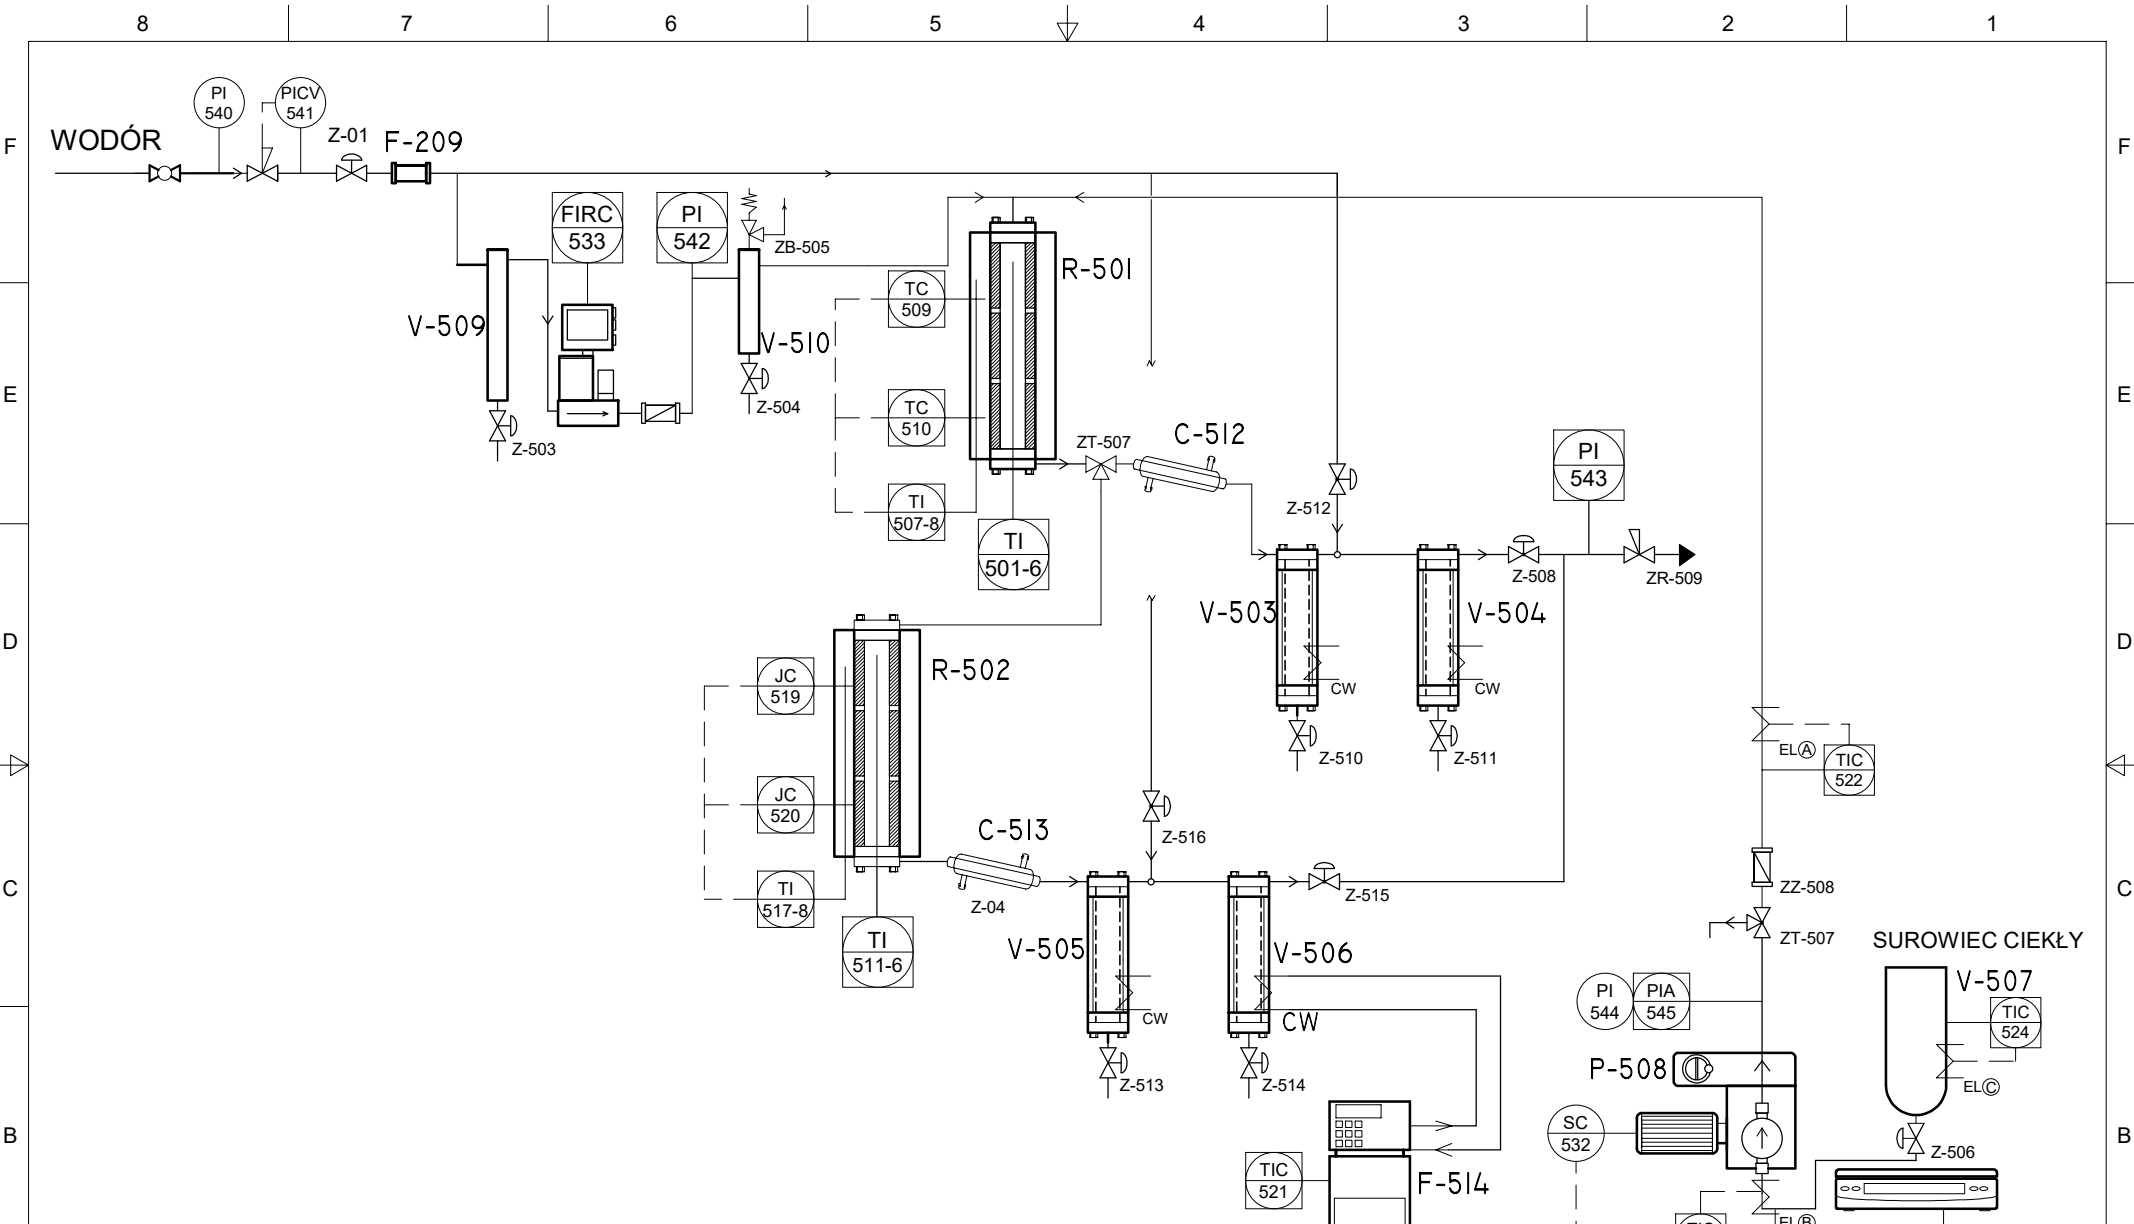 8 7 6 5 4 3 2 1
F F
PI
540
PICV
541
WODÓR
Z-01
F-209
FIRC
533
PI
542
ZB-505
R-501
TC
509
V-509
V-510
E E
Z-504
TC
510
Z-503
ZT-507
C-512
PI
543
Z-512
TI
507-8
TI
501-6
Z-508
ZR-509
V-503
V-504
D D
R-502
JC
519
CW
CW
Z-510
Z-511
EL A
TIC
522
JC
520
C-513
Z-516
C C
TI
517-8
Z-04
Z-515
ZZ-508
ZT-507
SUROWIEC CIEKŁY
TI
511-6
V-505
V-506
V-507
PI
544
PIA
545
TIC
524
CW
CW
P-508
Z-513
Z-514
EL C
B B
SC
532
Z-506
TIC
521
F-514
TIC
EL B